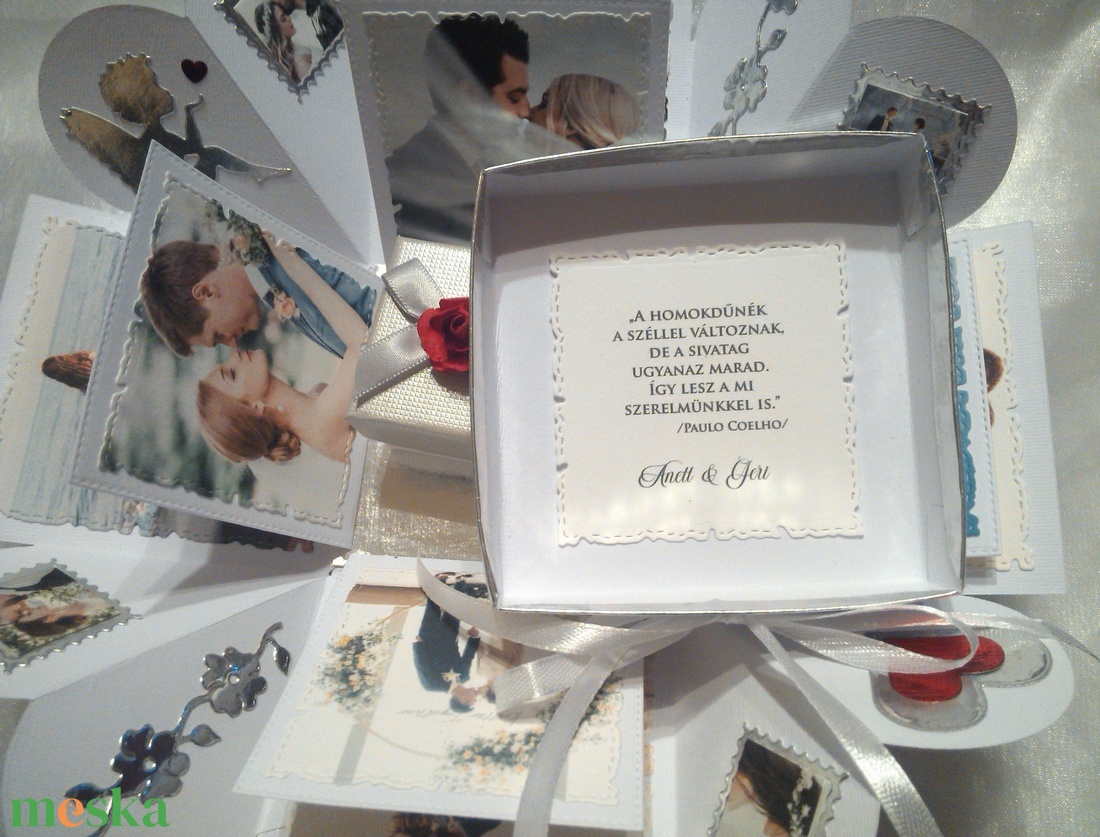 „A HOMOKDŰNÉK
A SZÉLLEL VÁLTOZNAK,
DE A SIVATAG
UGYANAZ MARAD.
ÍGY LESZ A MI
SZERELMÜNKKEL IS.”
/PAULO COELHO/
Anett & Geri
meska